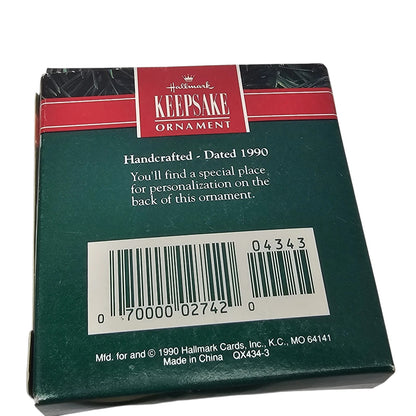 Hallmark
KEEPSAKE
ORNAMENT
Handcrafted - Dated 1990
You'll find a special place
for personalization on the
back of this ornament.
04343
0 70000 02742 0
Mfd. for and © 1990 Hallmark Cards, Inc., K.C., MO 64141
Made in China QX434-3